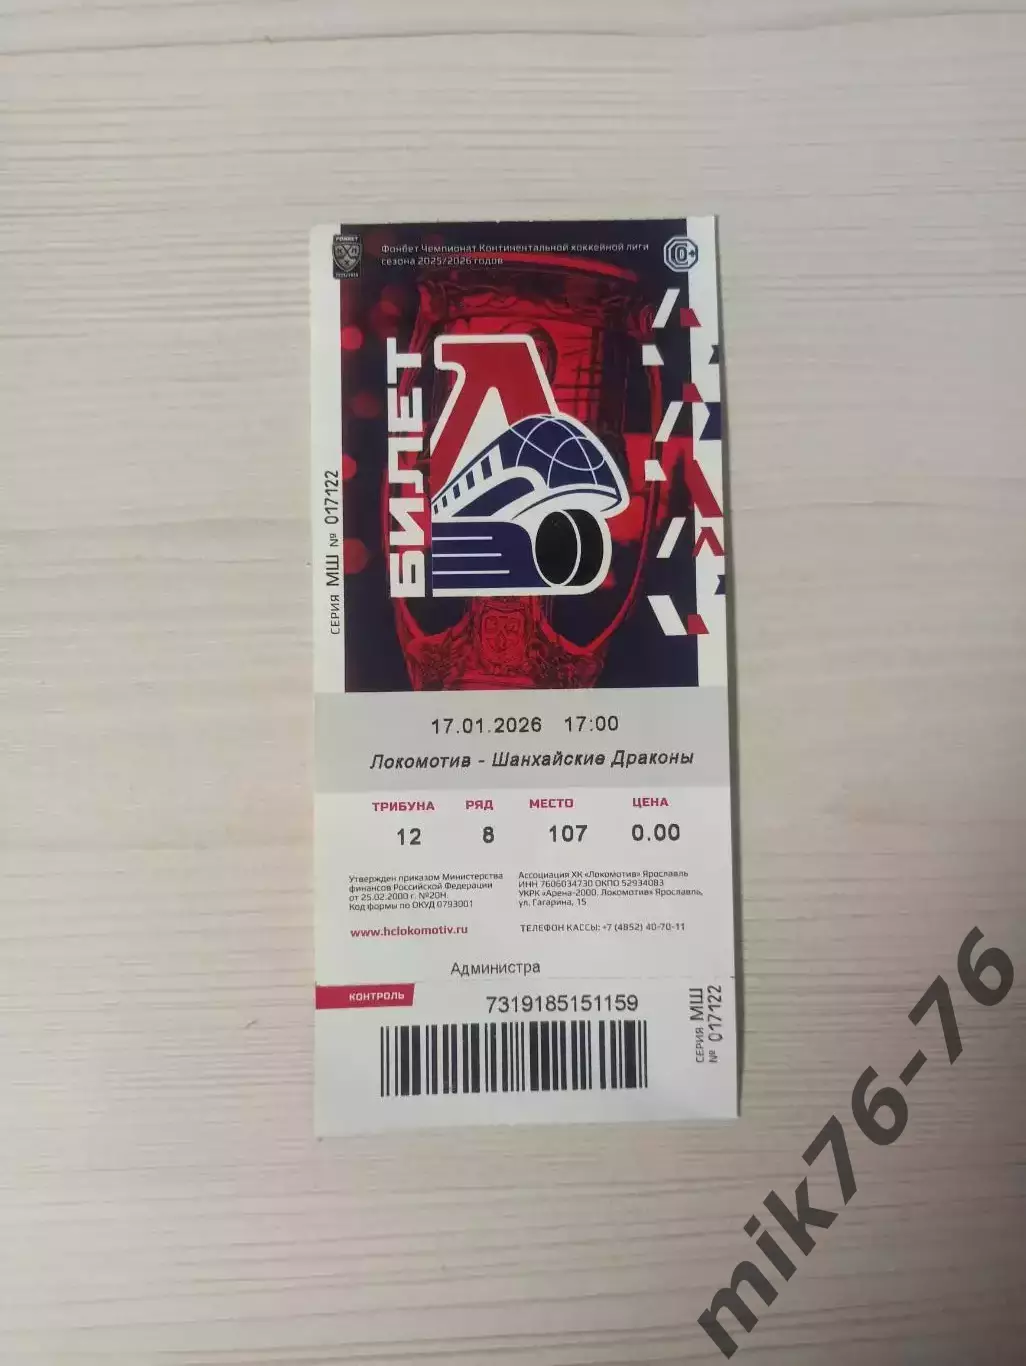 Фонбет Чемпионат Континентальной хоккейной лиги
сезона 2025/2026 годов
0+
БИЛЕТ
СЕРИЯ МШ № 017122
17.01.2026 17:00
Локомотив - Шанхайские Драконы
ТРИБУНА РЯД МЕСТО ЦЕНА
12 8 107 0.00
Утвержден приказом Министерства
финансов Российской Федерации
от 25.02.2000 г. №20Н.
Код формы по ОКУД 0793001
www.hclokomotiv.ru
Ассоциация ХК «Локомотив» Ярославль
ИНН 7606034730 ОКПО 52934083
УКРК «Арена-2000. Локомотив» Ярославль,
ул. Гагарина, 15
ТЕЛЕФОН КАССЫ: +7 (4852) 40-70-11
Администра
КОНТРОЛЬ
7319185151159
СЕРИЯ МШ
№ 017122
mik76-76